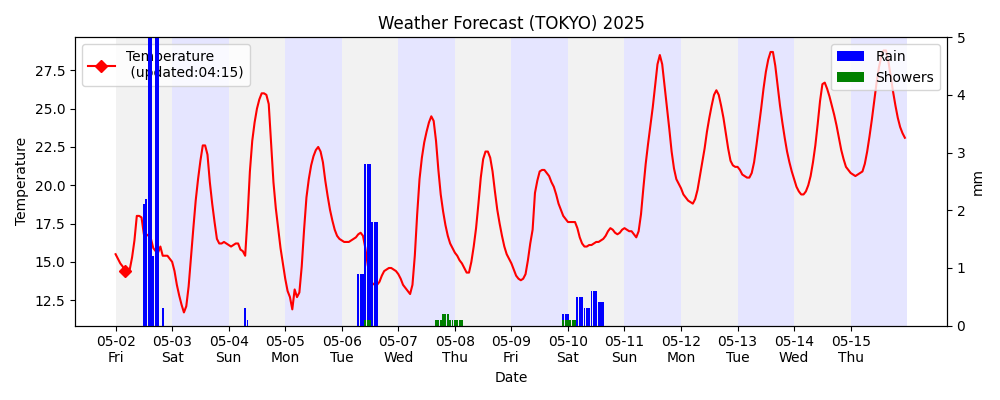 Weather Forecast (TOKYO) 2025
Temperature
(updated:04:15)
Rain
Showers
Temperature
27.5
25.0
22.5
20.0
17.5
15.0
12.5
5
4
3
2
1
0
mm
05-02 05-03 05-04 05-05 05-06 05-07 05-08 05-09 05-10 05-11 05-12 05-13 05-14 05-15
Fri Sat Sun Mon Tue Wed Thu Fri Sat Sun Mon Tue Wed Thu
Date